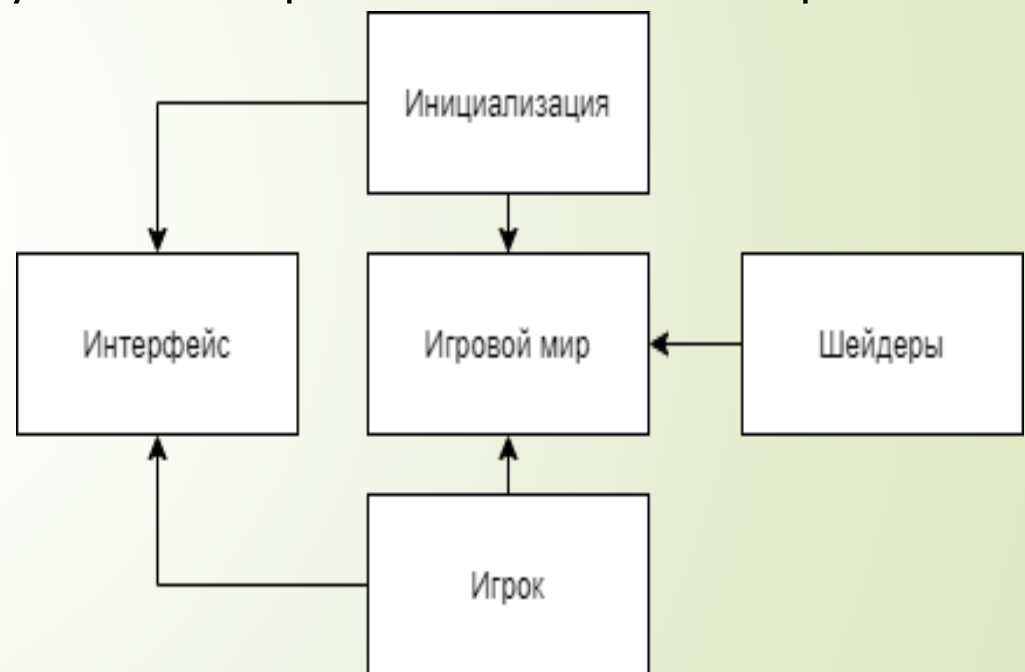 Инициализация
Интерфейс
Игровой мир
Шейдеры
Игрок